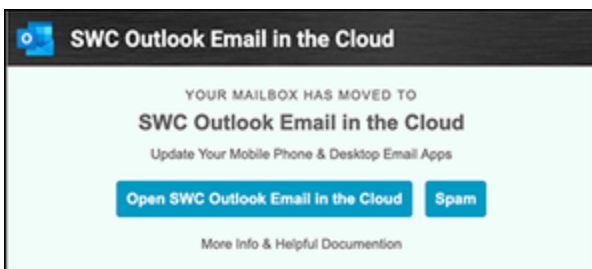 SWC Outlook Email in the Cloud
YOUR MAILBOX HAS MOVED TO
SWC Outlook Email in the Cloud
Update Your Mobile Phone & Desktop Email Apps
Open SWC Outlook Email in the Cloud
Spam
More Info & Helpful Documention